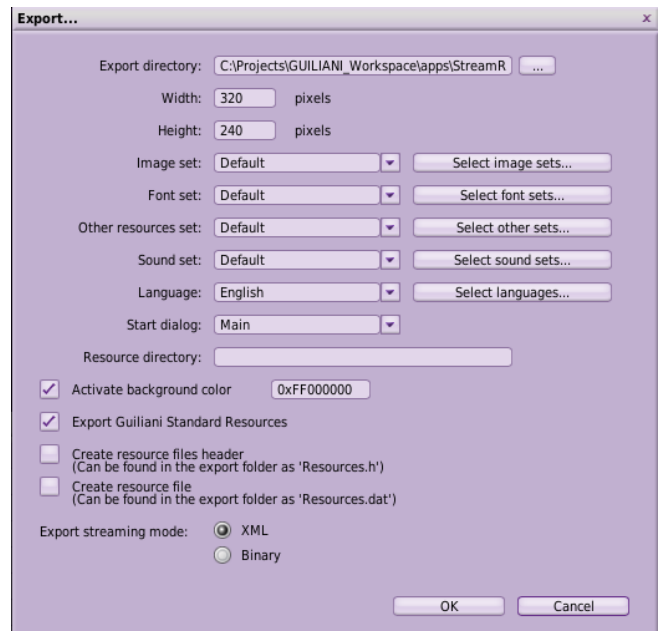 Export... x
Export directory: C:\Projects\GUILIANI_Workspace\apps\StreamR ...
Width: 320 pixels
Height: 240 pixels
Image set: Default Select image sets...
Font set: Default Select font sets...
Other resources set: Default Select other sets...
Sound set: Default Select sound sets...
Language: English Select languages...
Start dialog: Main
Resource directory:
Activate background color 0xFF000000
Export Guiliani Standard Resources
Create resource files header
(Can be found in the export folder as 'Resources.h')
Create resource file
(Can be found in the export folder as 'Resources.dat')
Export streaming mode: XML
Binary
OK Cancel